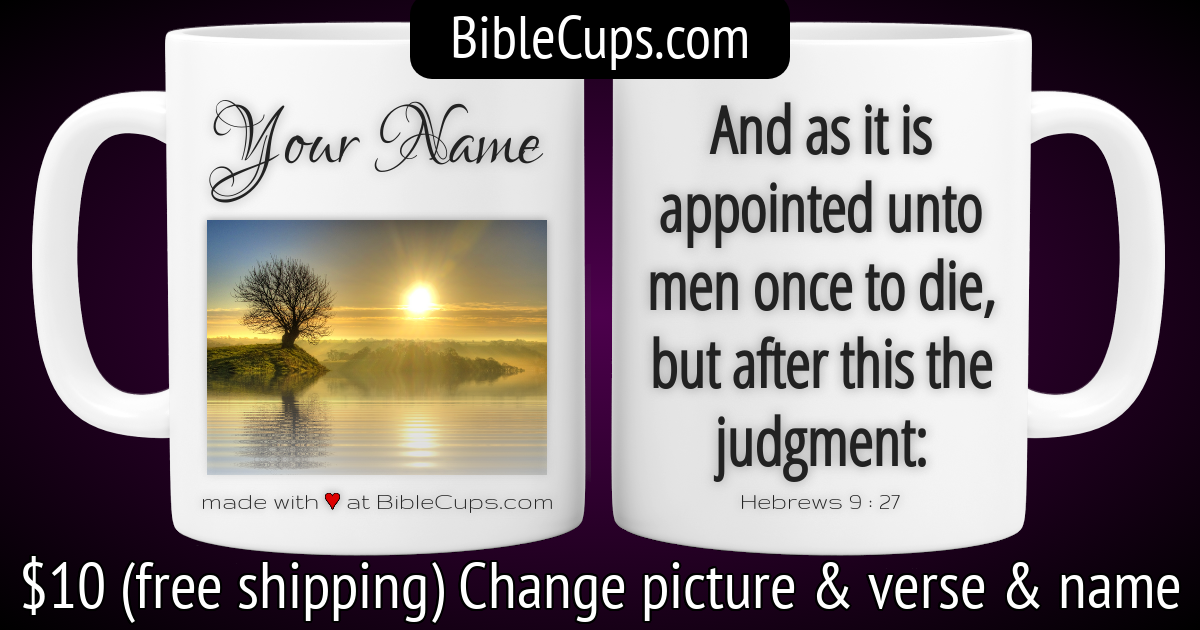 BibleCups.com
Your Name
made with ♥ at BibleCups.com
And as it is
appointed unto
men once to die,
but after this the
judgment:
Hebrews 9 : 27
$10 (free shipping) Change picture & verse & name